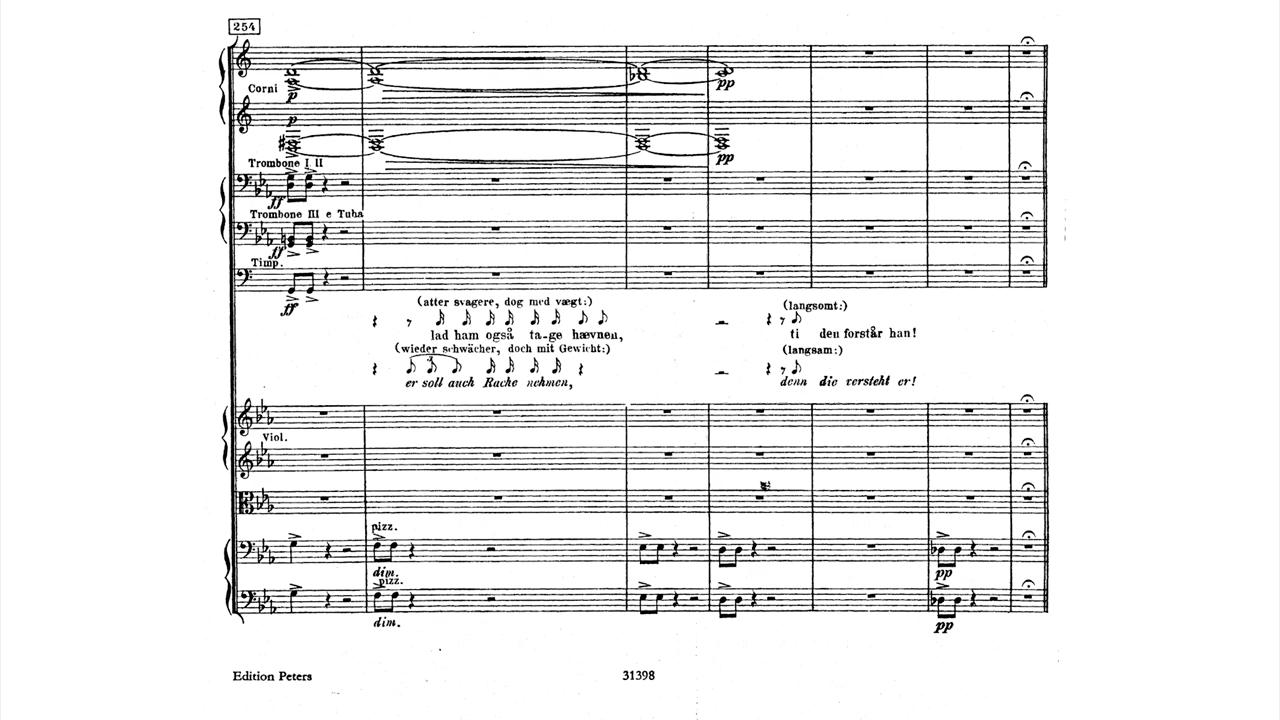 254
Corni
p
p
pp
pp
Trombone I II
ff
Trombone III e Tuba
ff
Timp.
ff
(atter svagere, dog med vægt:)
(langsomt:)
lad ham også ta-ge hævnen,
ti den forstår han!
(wieder schwächer, doch mit Gewicht:)
(langsam:)
3
er soll auch Rache nehmen,
denn die versteht er!
Viol.
pizz.
dim.
pp
pizz.
dim.
pp
Edition Peters
31398